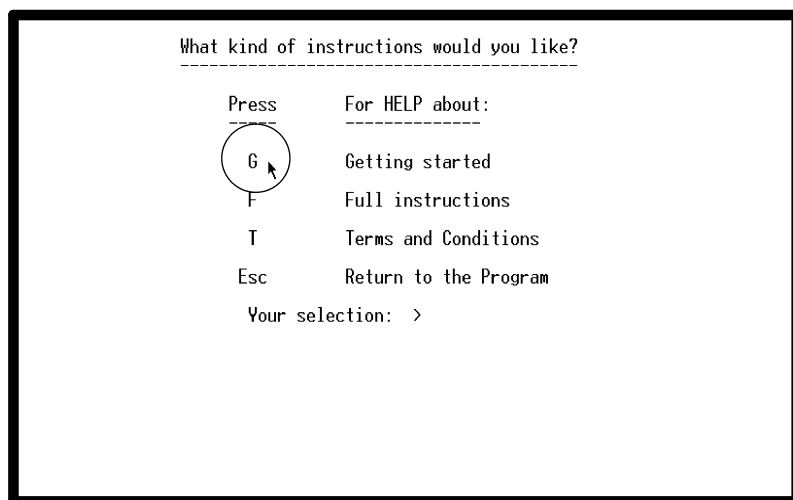 What kind of instructions would you like?
Press For HELP about:
G Getting started
F Full instructions
T Terms and Conditions
Esc Return to the Program
Your selection: >